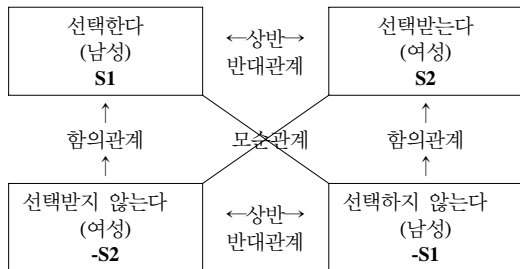 선택한다
(남성)
S1
←상반→
반대관계
선택받는다
(여성)
S2
↑
함의관계
↑
모순관계
↑
함의관계
↑
선택받지 않는다
(여성)
-S2
←상반→
반대관계
선택하지 않는다
(남성)
-S1